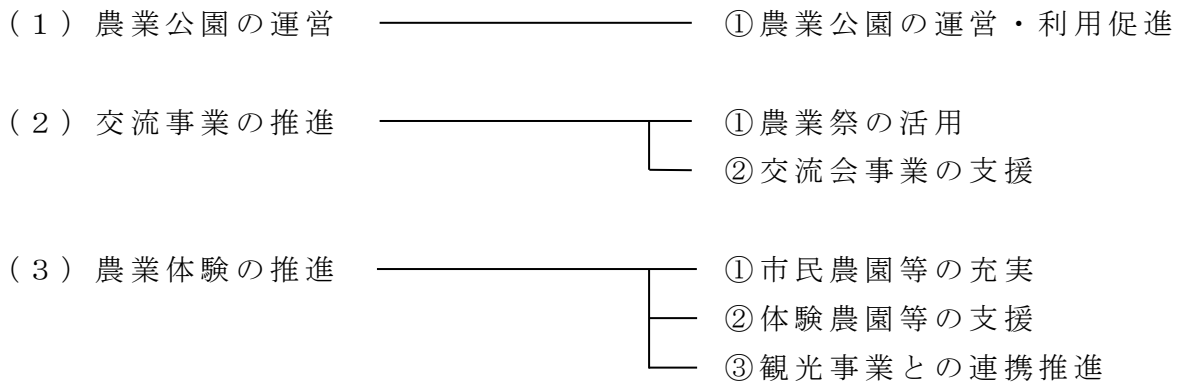 （１）農業公園の運営 ①農業公園の運営・利用促進
（２）交流事業の推進 ①農業祭の活用
②交流会事業の支援
（３）農業体験の推進 ①市民農園等の充実
②体験農園等の支援
③観光事業との連携推進